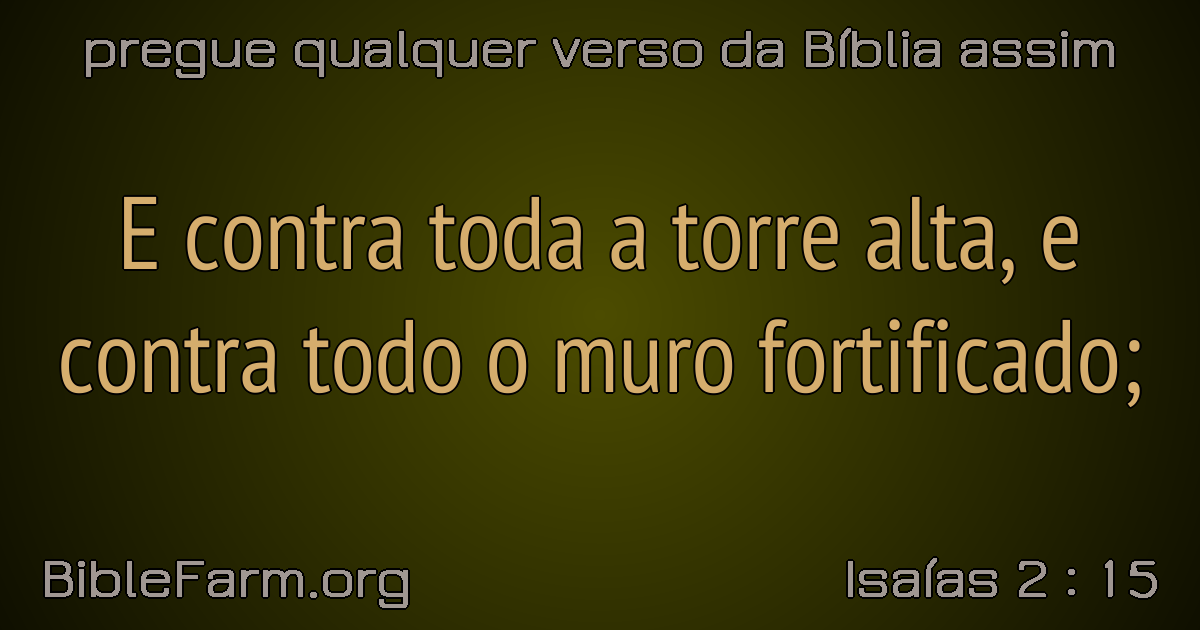 pregue qualquer verso da Bíblia assim
E contra toda a torre alta, e
contra todo o muro fortificado;
BibleFarm.org
Isaías 2 : 15